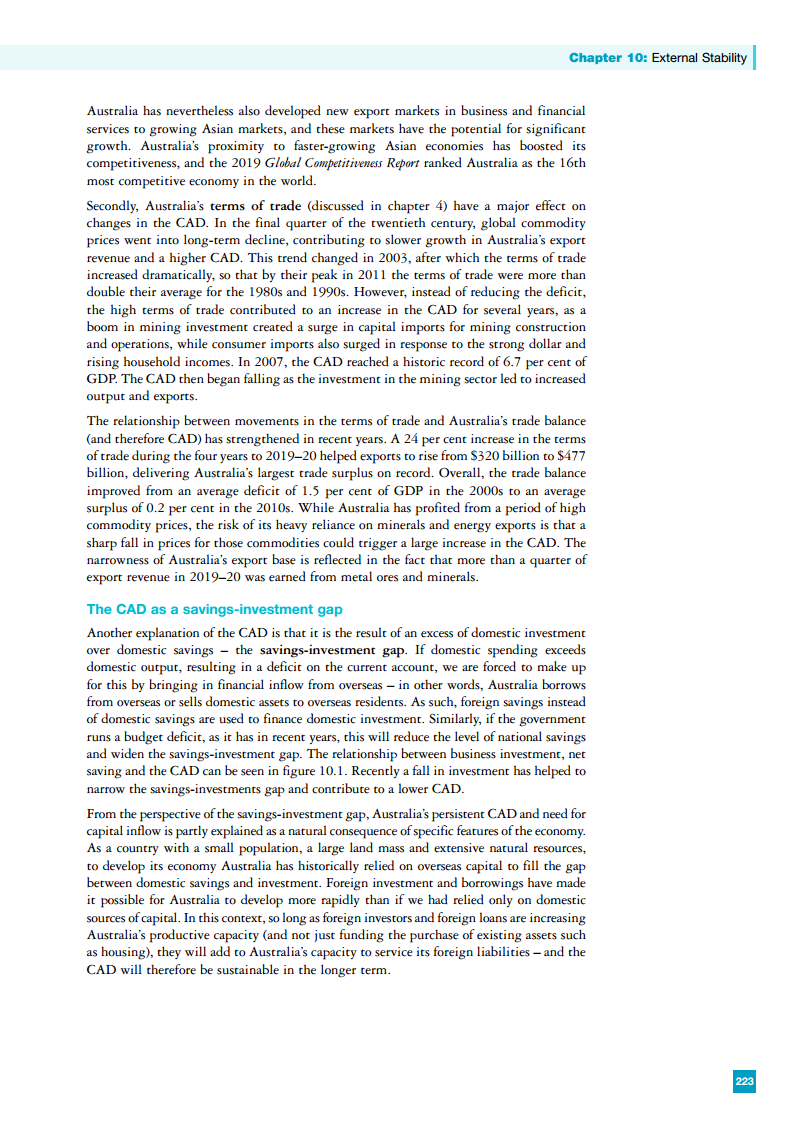 Chapter 10: External Stability
Australia has nevertheless also developed new export markets in business and financial
services to growing Asian markets, and these markets have the potential for significant
growth. Australia's proximity to faster-growing Asian economies has boosted its
competitiveness, and the 2019 Global Competitiveness Report ranked Australia as the 16th
most competitive economy in the world.
Secondly, Australia's terms of trade (discussed in chapter 4) have a major effect on
changes in the CAD. In the final quarter of the twentieth century, global commodity
prices went into long-term decline, contributing to slower growth in Australia's export
revenue and a higher CAD. This trend changed in 2003, after which the terms of trade
increased dramatically, so that by their peak in 2011 the terms of trade were more than
double their average for the 1980s and 1990s. However, instead of reducing the deficit,
the high terms of trade contributed to an increase in the CAD for several years, as a
boom in mining investment created a surge in capital imports for mining construction
and operations, while consumer imports also surged in response to the strong dollar and
rising household incomes. In 2007, the CAD reached a historic record of 6.7 per cent of
GDP. The CAD then began falling as the investment in the mining sector led to increased
output and exports.
The relationship between movements in the terms of trade and Australia's trade balance
(and therefore CAD) has strengthened in recent years. A 24 per cent increase in the terms
of trade during the four years to 2019–20 helped exports to rise from $320 billion to $477
billion, delivering Australia's largest trade surplus on record. Overall, the trade balance
improved from an average deficit of 1.5 per cent of GDP in the 2000s to an average
surplus of 0.2 per cent in the 2010s. While Australia has profited from a period of high
commodity prices, the risk of its heavy reliance on minerals and energy exports is that a
sharp fall in prices for those commodities could trigger a large increase in the CAD. The
narrowness of Australia's export base is reflected in the fact that more than a quarter of
export revenue in 2019–20 was earned from metal ores and minerals.
The CAD as a savings-investment gap
Another explanation of the CAD is that it is the result of an excess of domestic investment
over domestic savings – the savings-investment gap. If domestic spending exceeds
domestic output, resulting in a deficit on the current account, we are forced to make up
for this by bringing in financial inflow from overseas – in other words, Australia borrows
from overseas or sells domestic assets to overseas residents. As such, foreign savings instead
of domestic savings are used to finance domestic investment. Similarly, if the government
runs a budget deficit, as it has in recent years, this will reduce the level of national savings
and widen the savings-investment gap. The relationship between business investment, net
saving and the CAD can be seen in figure 10.1. Recently a fall in investment has helped to
narrow the savings-investments gap and contribute to a lower CAD.
From the perspective of the savings-investment gap, Australia's persistent CAD and need for
capital inflow is partly explained as a natural consequence of specific features of the economy.
As a country with a small population, a large land mass and extensive natural resources,
to develop its economy Australia has historically relied on overseas capital to fill the gap
between domestic savings and investment. Foreign investment and borrowings have made
it possible for Australia to develop more rapidly than if we had relied only on domestic
sources of capital. In this context, so long as foreign investors and foreign loans are increasing
Australia's productive capacity (and not just funding the purchase of existing assets such
as housing), they will add to Australia's capacity to service its foreign liabilities – and the
CAD will therefore be sustainable in the longer term.
223